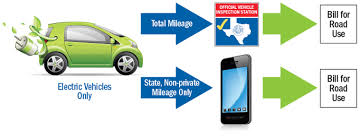 Total Mileage
OFFICIAL VEHICLE
INSPECTION STATION
Bill for
Road
Use
Electric Vehicles
Only
State, Non-private
Mileage Only
Bill for
Road
Use